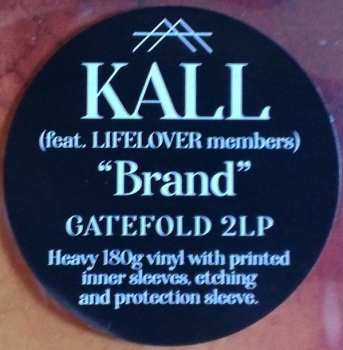 KALL
(feat. LIFELOVER members)
“Brand”
GATEFOLD 2LP
Heavy 180g vinyl with printed
inner sleeves, etching
and protection sleeve.